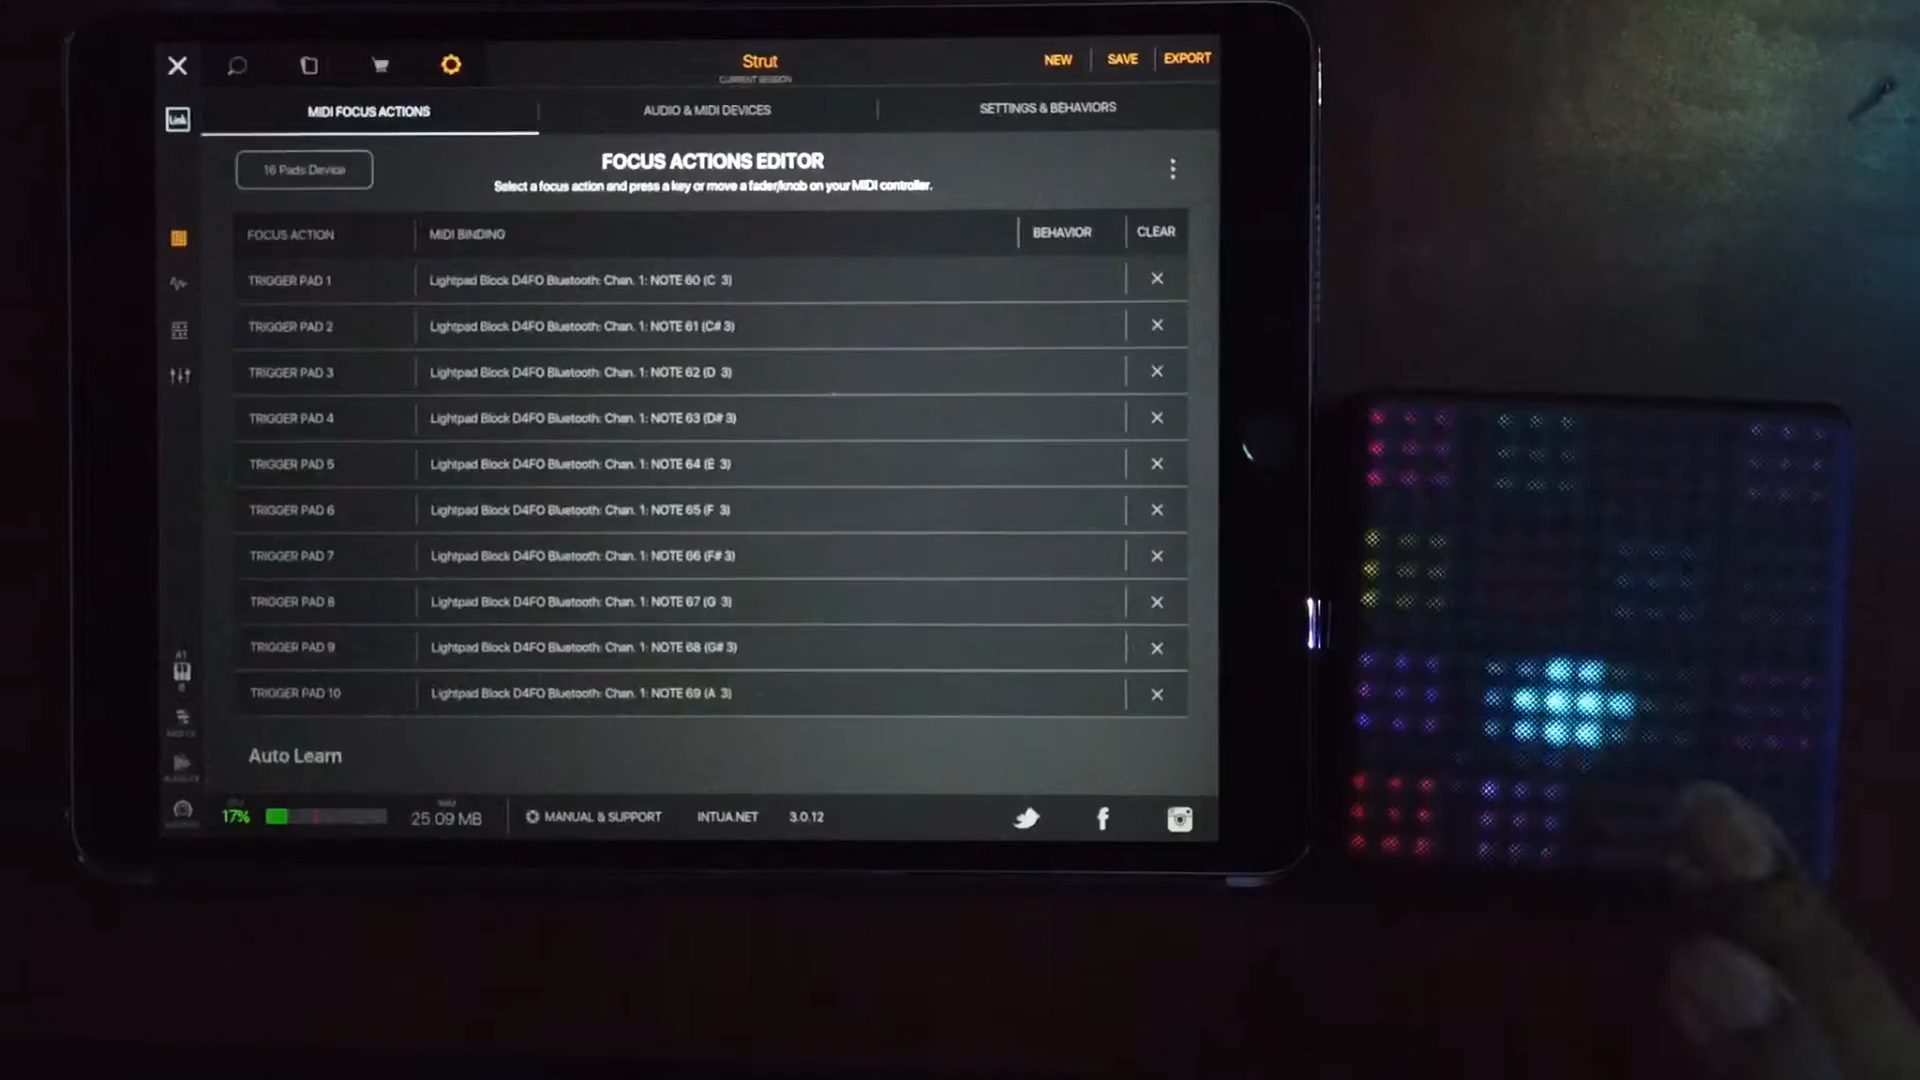 Strut
CURRENT SESSION
NEW
SAVE
EXPORT
Link
MIDI FOCUS ACTIONS
AUDIO & MIDI DEVICES
SETTINGS & BEHAVIORS
16 Pads Device
FOCUS ACTIONS EDITOR
Select a focus action and press a key or move a fader/knob on your MIDI controller.
FOCUS ACTION MIDI BINDING BEHAVIOR CLEAR
TRIGGER PAD 1 Lightpad Block D4FO Bluetooth: Chan. 1: NOTE 60 (C 3)
TRIGGER PAD 2 Lightpad Block D4FO Bluetooth: Chan. 1: NOTE 61 (C# 3)
TRIGGER PAD 3 Lightpad Block D4FO Bluetooth: Chan. 1: NOTE 62 (D 3)
TRIGGER PAD 4 Lightpad Block D4FO Bluetooth: Chan. 1: NOTE 63 (D# 3)
TRIGGER PAD 5 Lightpad Block D4FO Bluetooth: Chan. 1: NOTE 64 (E 3)
TRIGGER PAD 6 Lightpad Block D4FO Bluetooth: Chan. 1: NOTE 65 (F 3)
TRIGGER PAD 7 Lightpad Block D4FO Bluetooth: Chan. 1: NOTE 66 (F# 3)
TRIGGER PAD 8 Lightpad Block D4FO Bluetooth: Chan. 1: NOTE 67 (G 3)
TRIGGER PAD 9 Lightpad Block D4FO Bluetooth: Chan. 1: NOTE 68 (G# 3)
TRIGGER PAD 10 Lightpad Block D4FO Bluetooth: Chan. 1: NOTE 69 (A 3)
A1
Auto Learn
17%
25.09 MB
MANUAL & SUPPORT
INTUA.NET
3.0.12